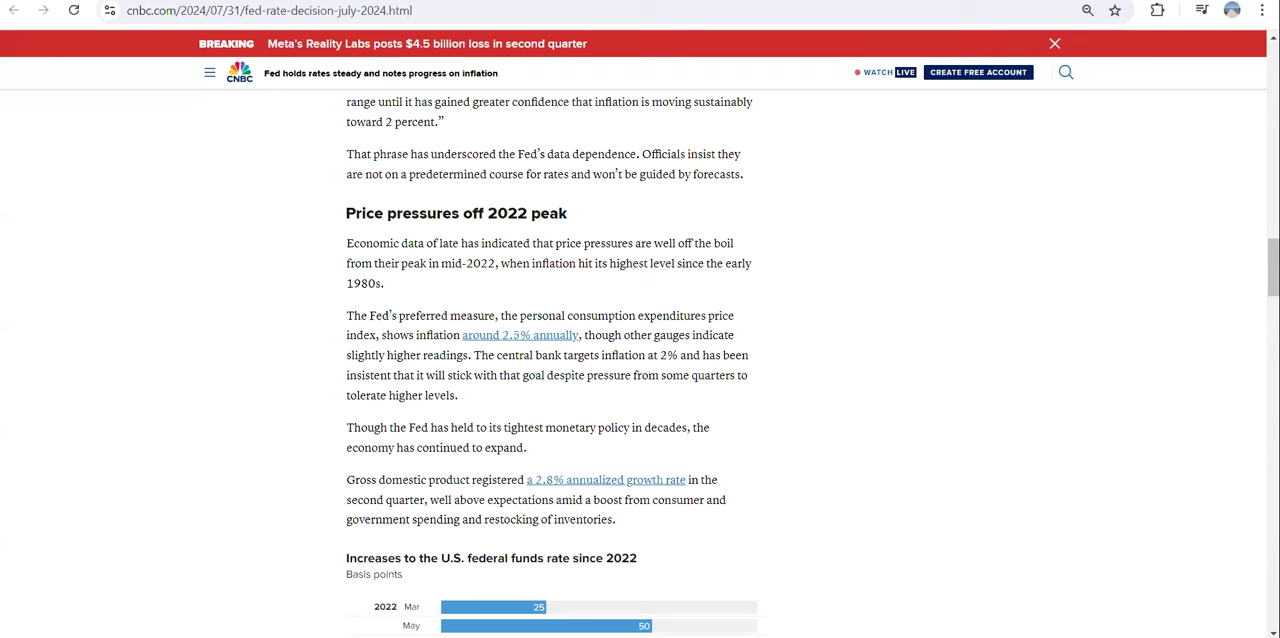 cnbc.com/2024/07/31/fed-rate-decision-july-2024.html
BREAKING Meta's Reality Labs posts $4.5 billion loss in second quarter
CNBC Fed holds rates steady and notes progress on inflation WATCH LIVE CREATE FREE ACCOUNT
range until it has gained greater confidence that inflation is moving sustainably
toward 2 percent.”
That phrase has underscored the Fed’s data dependence. Officials insist they
are not on a predetermined course for rates and won’t be guided by forecasts.
Price pressures off 2022 peak
Economic data of late has indicated that price pressures are well off the boil
from their peak in mid-2022, when inflation hit its highest level since the early
1980s.
The Fed’s preferred measure, the personal consumption expenditures price
index, shows inflation around 2.5% annually, though other gauges indicate
slightly higher readings. The central bank targets inflation at 2% and has been
insistent that it will stick with that goal despite pressure from some quarters to
tolerate higher levels.
Though the Fed has held to its tightest monetary policy in decades, the
economy has continued to expand.
Gross domestic product registered a 2.8% annualized growth rate in the
second quarter, well above expectations amid a boost from consumer and
government spending and restocking of inventories.
Increases to the U.S. federal funds rate since 2022
Basis points
2022 Mar 25
May 50